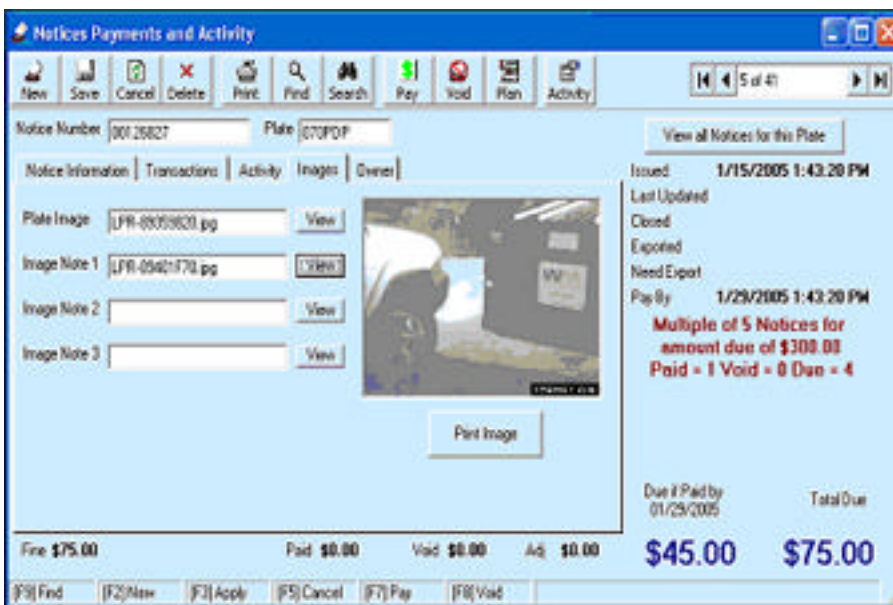 Notices Payments and Activity
New Save Cancel Delete Print Find Search Pay Void Plan Activity
5 of 41
Notice Number 00126827 Plate 070PDP
View all Notices for this Plate
Notice Information Transactions Activity Images Owner
Issued 1/15/2005 1:43:20 PM
Last Updated
Closed
Exported
Need Export
Pay By 1/29/2005 1:43:20 PM
Plate Image
View
Image Note 1
View
Image Note 2 View
Image Note 3 View
Multiple of 5 Notices for
amount due of $300.00
Paid = 1 Void = 0 Due = 4
Print Image
Due if Paid by
01/29/2005
Total Due
$45.00 $75.00
Fine $75.00 Paid $0.00 Void $0.00 Adj $0.00
[F9] Find [F2] New [F3] Apply [F5] Cancel [F7] Pay [F8] Void